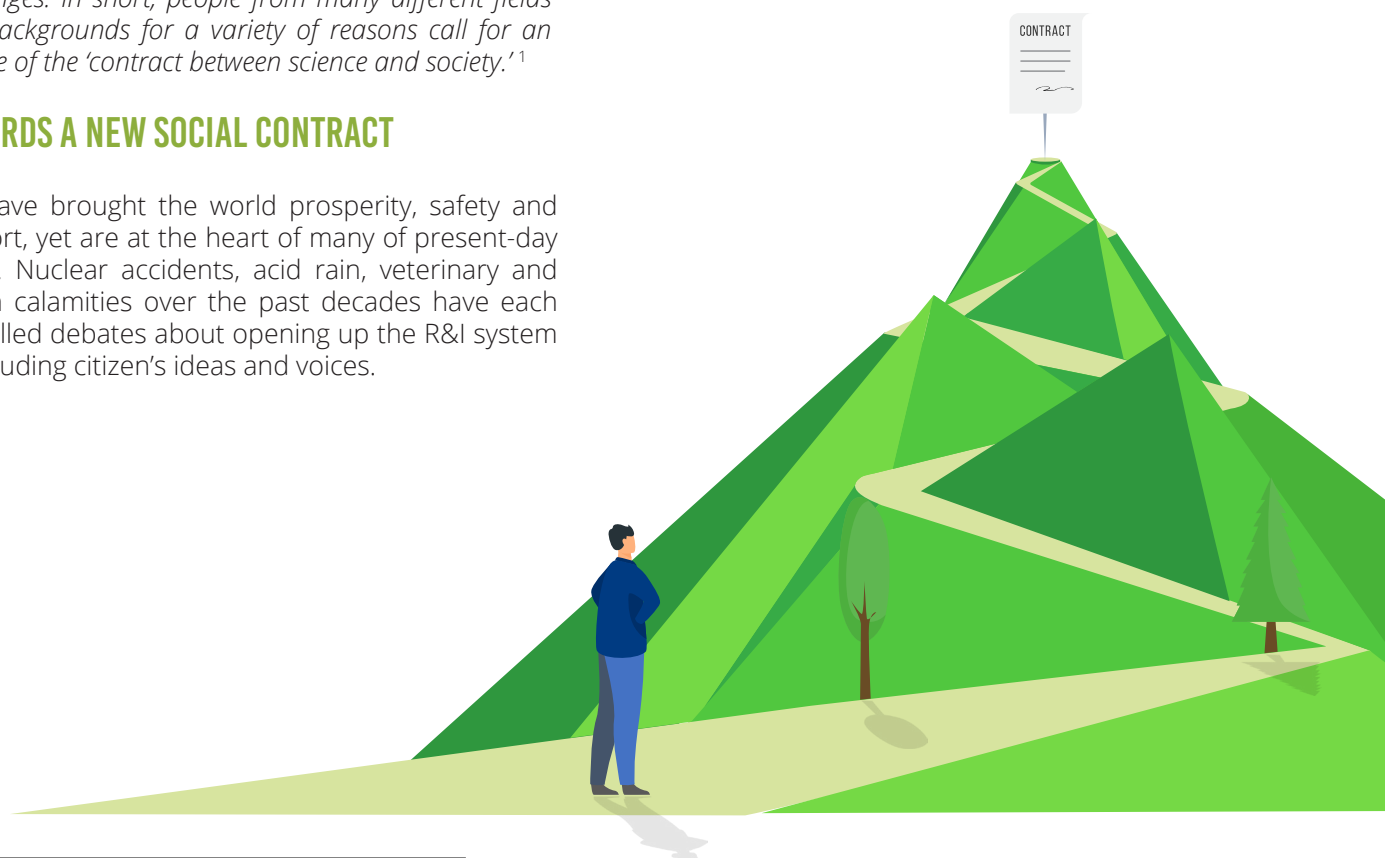 nges. In short, people from many different fields
ackgrounds for a variety of reasons call for an
e of the ‘contract between science and society.’ 1
RDS A NEW SOCIAL CONTRACT
ave brought the world prosperity, safety and
rt, yet are at the heart of many of present-day
. Nuclear accidents, acid rain, veterinary and
calamities over the past decades have each
lled debates about opening up the R&I system
uding citizen’s ideas and voices.
CONTRACT